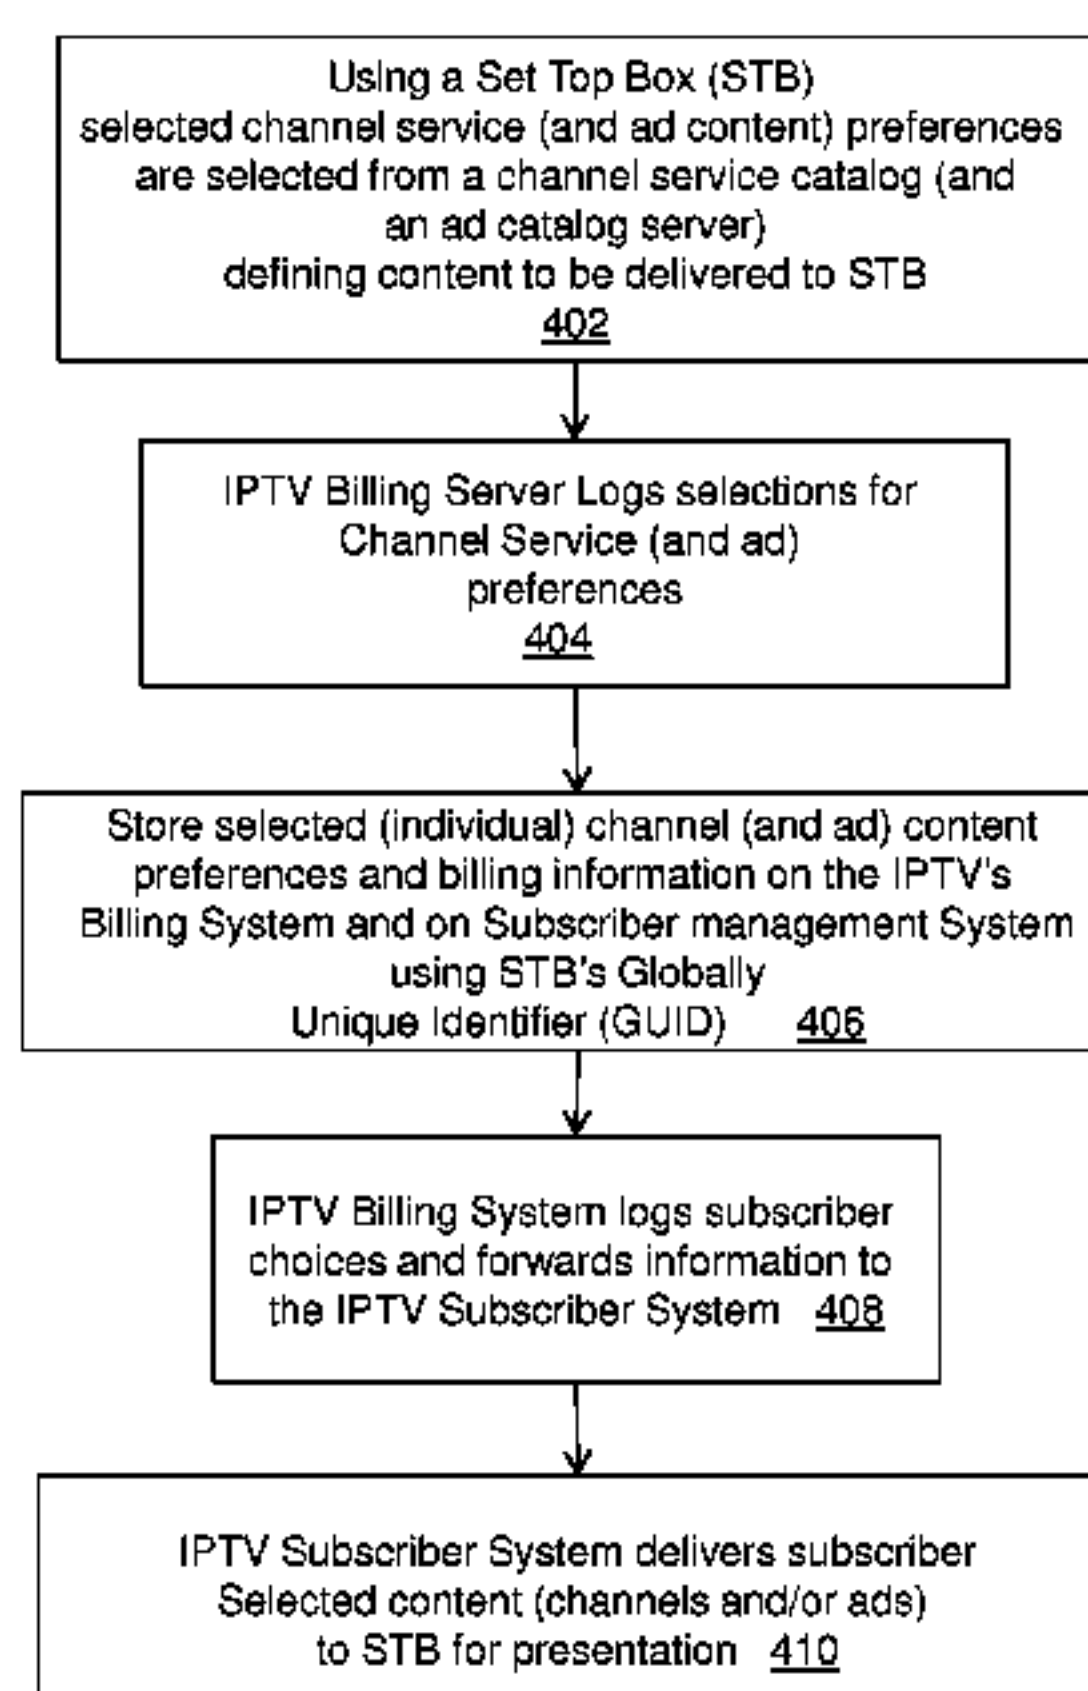 Using a Set Top Box (STB)
selected channel service (and ad content) preferences
are selected from a channel service catalog (and
an ad catalog server)
defining content to be delivered to STB
402
IPTV Billing Server Logs selections for
Channel Service (and ad)
preferences
404
Store selected (individual) channel (and ad) content
preferences and billing information on the IPTV's
Billing System and on Subscriber management System
using STB's Globally
Unique Identifier (GUID) 406
IPTV Billing System logs subscriber
choices and forwards information to
the IPTV Subscriber System 408
IPTV Subscriber System delivers subscriber
Selected content (channels and/or ads)
to STB for presentation 410